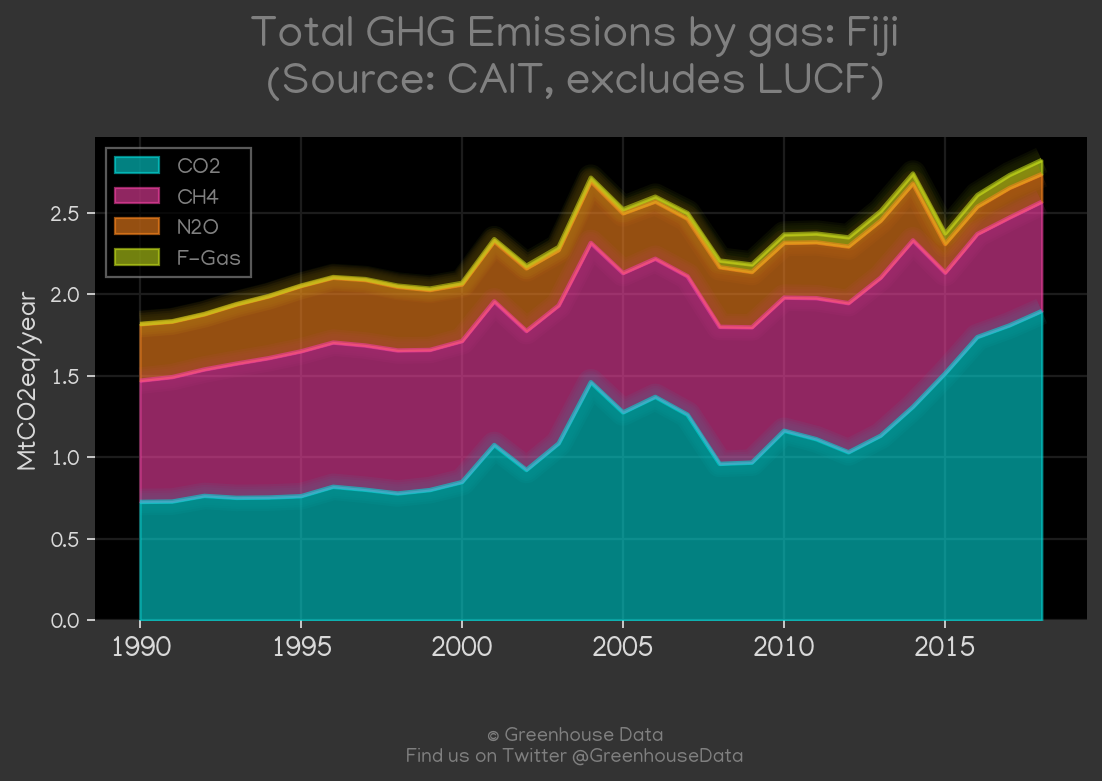 Total GHG Emissions by gas: Fiji
(Source: CAIT, excludes LUCF)
CO2
CH4
N2O
F-Gas
MtCO2eq/year
2.5
2.0
1.5
1.0
0.5
0.0
1990 1995 2000 2005 2010 2015
© Greenhouse Data
Find us on Twitter @GreenhouseData